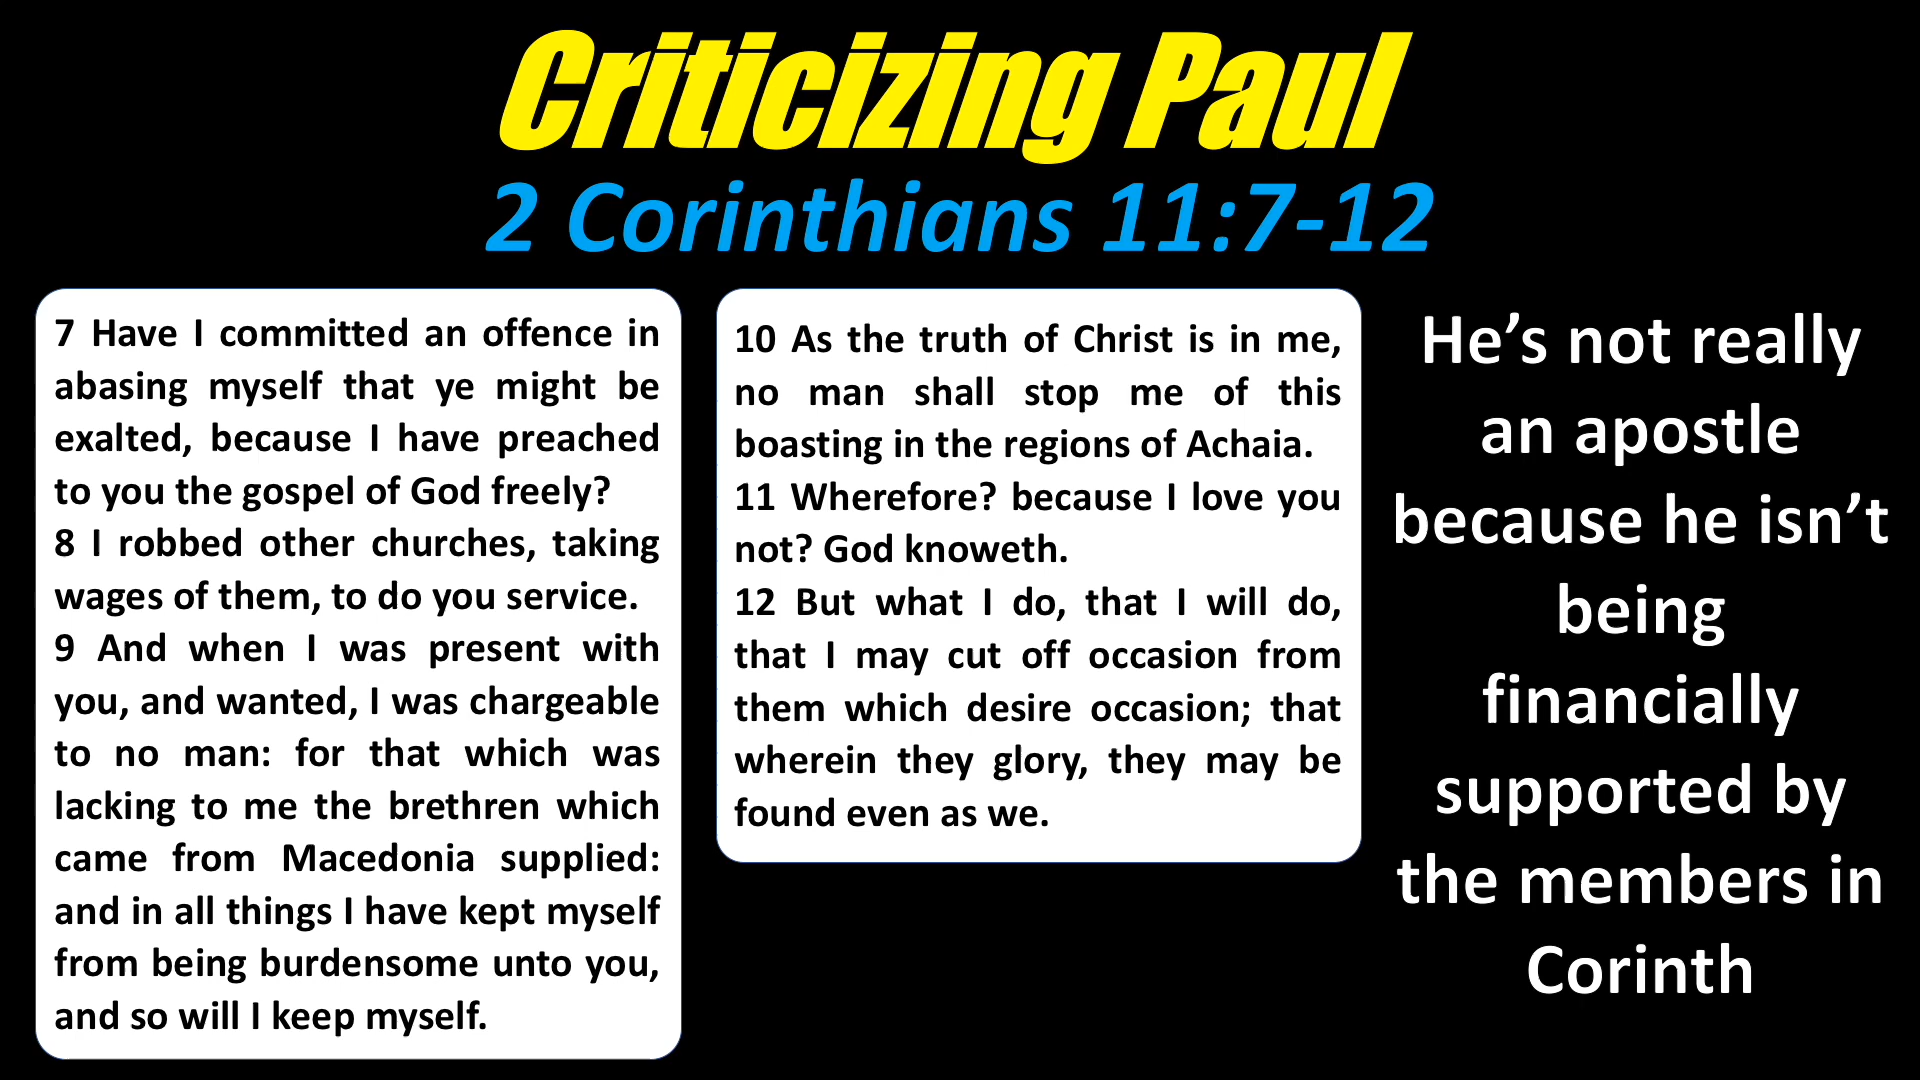 Criticizing Paul
2 Corinthians 11:7-12
7 Have I committed an offence in
abasing myself that ye might be
exalted, because I have preached
to you the gospel of God freely?
8 I robbed other churches, taking
wages of them, to do you service.
9 And when I was present with
you, and wanted, I was chargeable
to no man: for that which was
lacking to me the brethren which
came from Macedonia supplied:
and in all things I have kept myself
from being burdensome unto you,
and so will I keep myself.
10 As the truth of Christ is in me,
no man shall stop me of this
boasting in the regions of Achaia.
11 Wherefore? because I love you
not? God knoweth.
12 But what I do, that I will do,
that I may cut off occasion from
them which desire occasion; that
wherein they glory, they may be
found even as we.
He’s not really
an apostle
because he isn’t
being
financially
supported by
the members in
Corinth